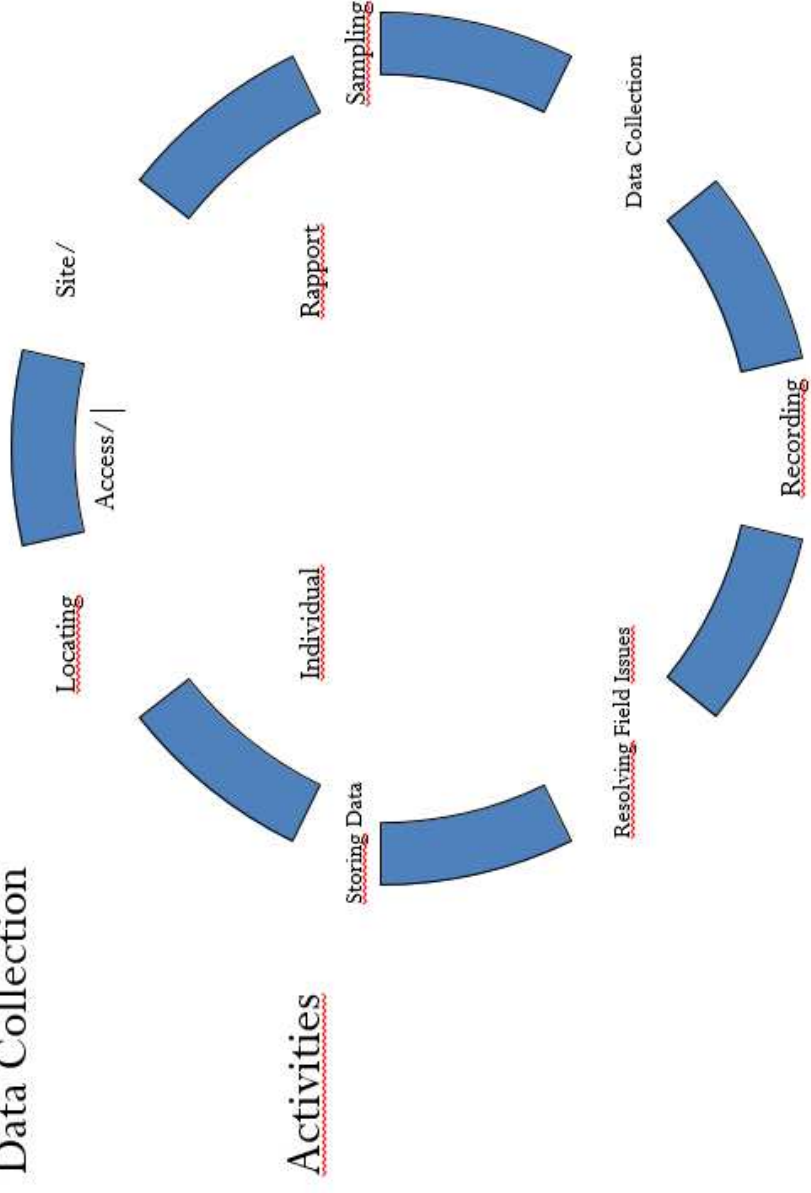 Data Collection
Locating
Site/
Access/
Activities
Individual
Rapport
Storing Data
Sampling
Resolving Field Issues
Data Collection
Recording